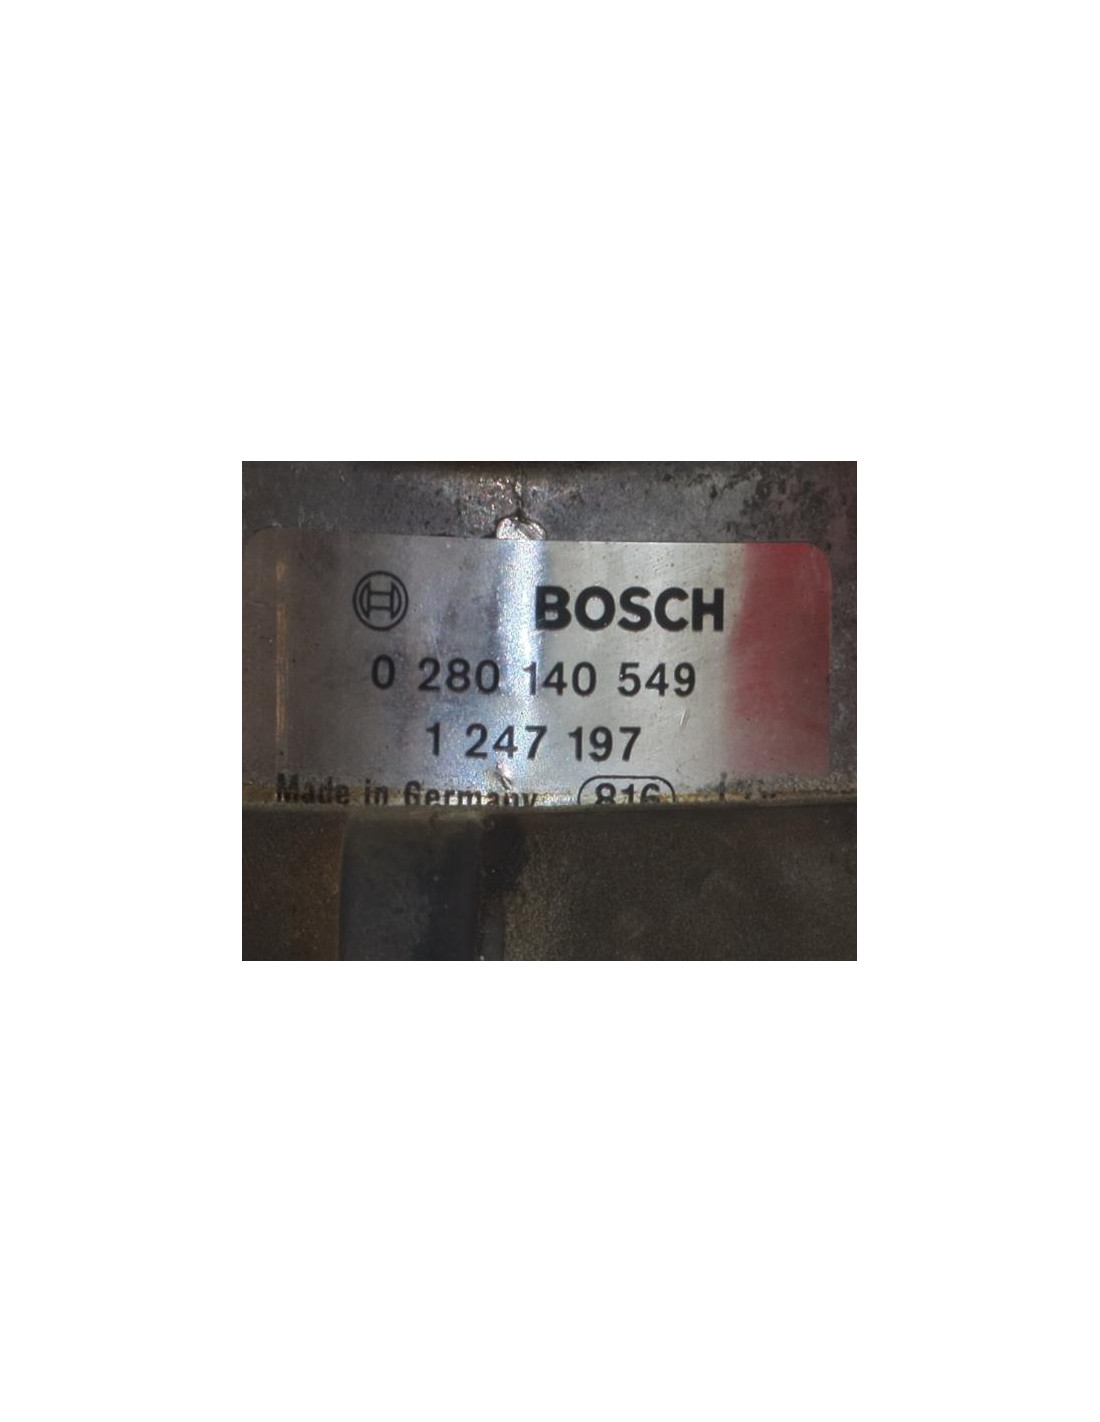 BOSCH
0 280 140 549
1 247 197
Made in Germany 816